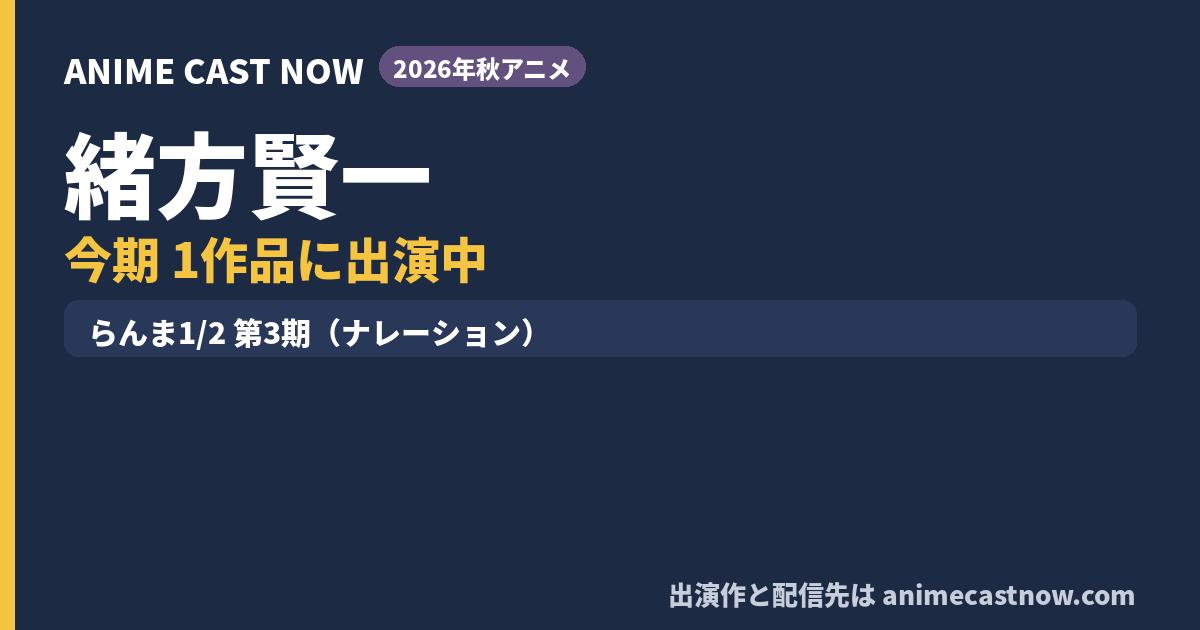 ANIME CAST NOW 2026年秋アニメ
緒方賢一
今期 1作品に出演中
らんま1/2 第3期（ナレーション）
出演作と配信先は animecastnow.com